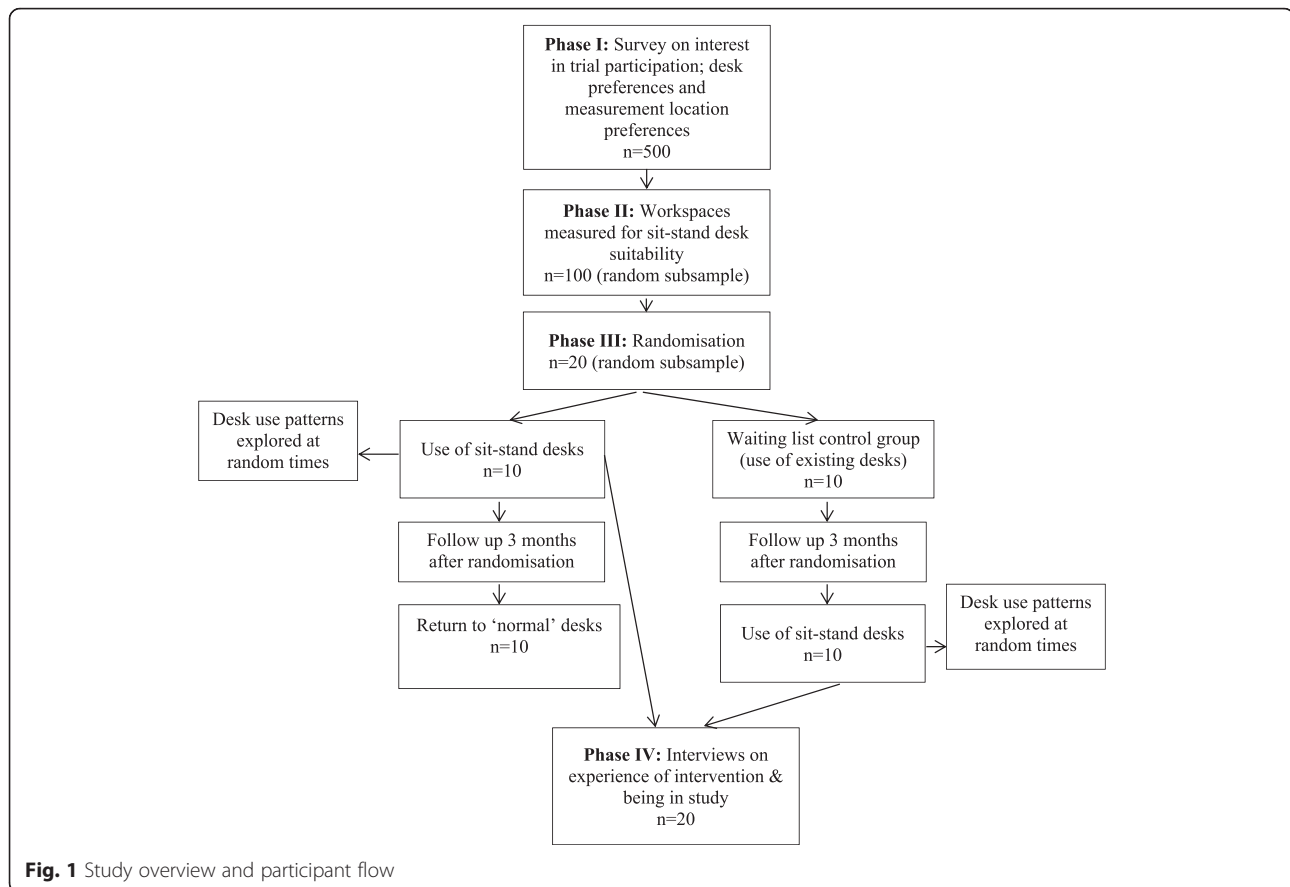 Phase I: Survey on interest
in trial participation; desk
preferences and
measurement location
preferences
n=500
Phase II: Workspaces
measured for sit-stand desk
suitability
n=100 (random subsample)
Phase III: Randomisation
n=20 (random subsample)
Desk use patterns
explored at
random times
Use of sit-stand desks
n=10
Waiting list control group
(use of existing desks)
n=10
Follow up 3 months
after randomisation
Follow up 3 months
after randomisation
Return to ‘normal’ desks
n=10
Use of sit-stand desks
n=10
Desk use patterns
explored at
random times
Phase IV: Interviews on
experience of intervention &
being in study
n=20
Fig. 1 Study overview and participant flow